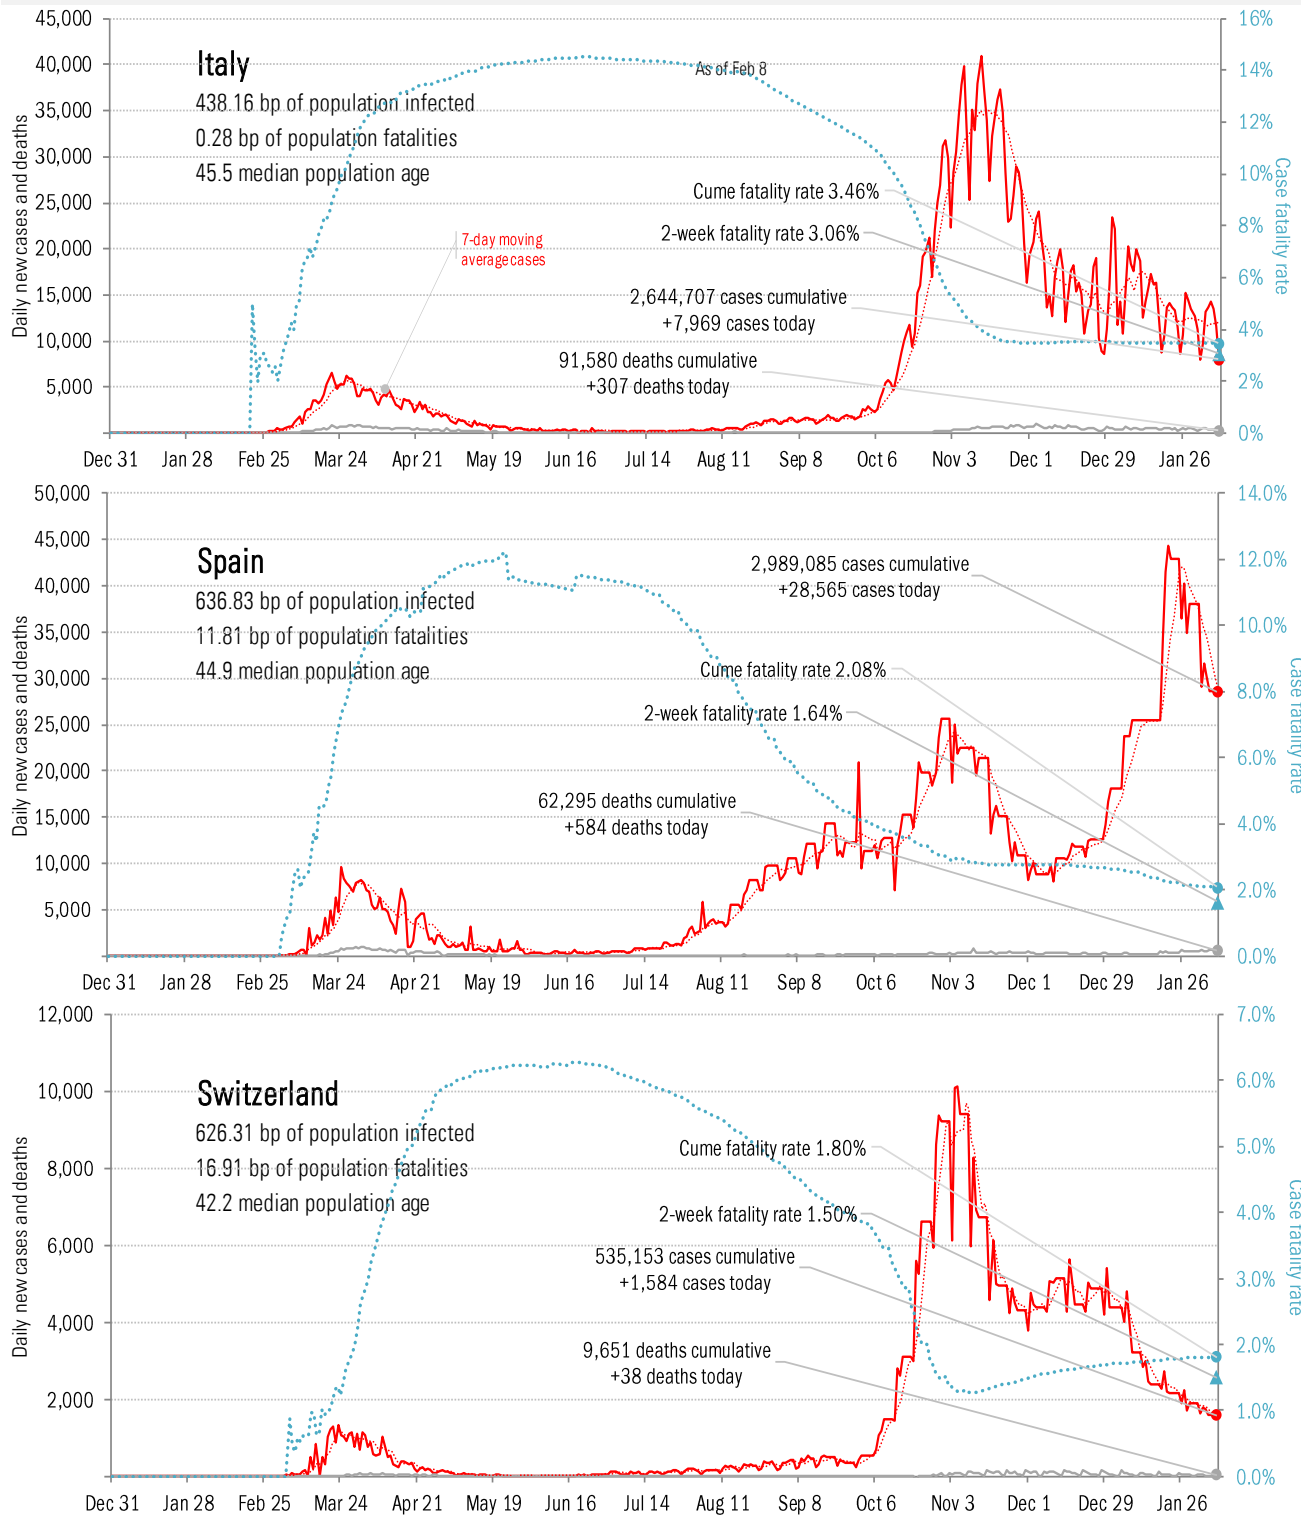 45,000
40,000
35,000
30,000
25,000
20,000
15,000
10,000
5,000
Daily new cases and deaths
Italy
438.16 bp of population infected
0.28 bp of population fatalities
45.5 median population age
As of Feb 8
7-day moving
average cases
Cume fatality rate 3.46%
2-week fatality rate 3.06%
2,644,707 cases cumulative
+7,969 cases today
91,580 deaths cumulative
+307 deaths today
16%
14%
12%
10%
8%
6%
4%
2%
0%
Case fatality rate
Dec 31 Jan 28 Feb 25 Mar 24 Apr 21 May 19 Jun 16 Jul 14 Aug 11 Sep 8 Oct 6 Nov 3 Dec 1 Dec 29 Jan 26
50,000
45,000
40,000
35,000
30,000
25,000
20,000
15,000
10,000
5,000
Daily new cases and deaths
Spain
636.83 bp of population infected
11.81 bp of population fatalities
44.9 median population age
2,989,085 cases cumulative
+28,565 cases today
Cume fatality rate 2.08%
2-week fatality rate 1.64%
62,295 deaths cumulative
+584 deaths today
14.0%
12.0%
10.0%
8.0%
6.0%
4.0%
2.0%
0.0%
Case fatality rate
Dec 31 Jan 28 Feb 25 Mar 24 Apr 21 May 19 Jun 16 Jul 14 Aug 11 Sep 8 Oct 6 Nov 3 Dec 1 Dec 29 Jan 26
12,000
10,000
8,000
6,000
4,000
2,000
Daily new cases and deaths
Switzerland
626.31 bp of population infected
16.91 bp of population fatalities
42.2 median population age
Cume fatality rate 1.80%
2-week fatality rate 1.50%
535,153 cases cumulative
+1,584 cases today
9,651 deaths cumulative
+38 deaths today
7.0%
6.0%
5.0%
4.0%
3.0%
2.0%
1.0%
0.0%
Case fatality rate
Dec 31 Jan 28 Feb 25 Mar 24 Apr 21 May 19 Jun 16 Jul 14 Aug 11 Sep 8 Oct 6 Nov 3 Dec 1 Dec 29 Jan 26